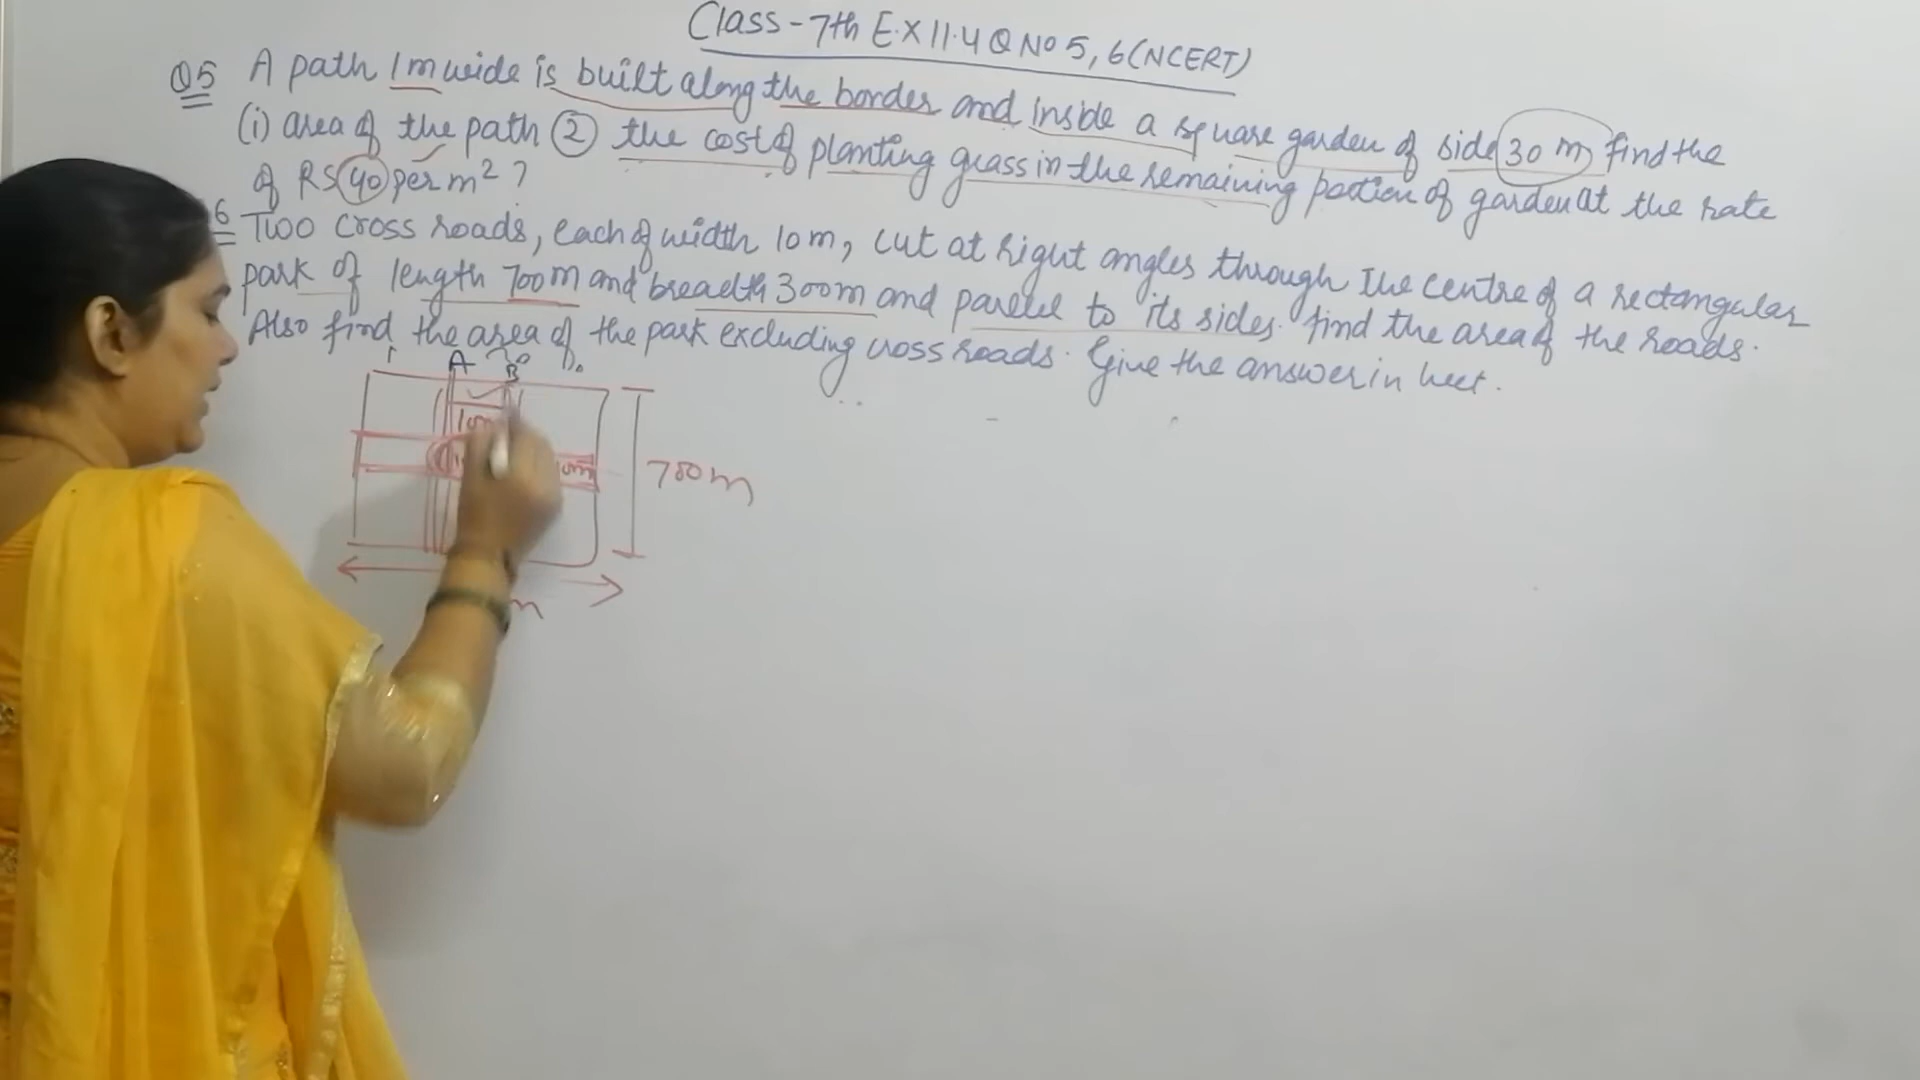 Class-7th E.X 11.4 Q No 5, 6 (NCERT)
Q5 A path 1m wide is built along the border and inside a square garden of side 30 m find the
(i) area of the path ② the cost of planting grass in the remaining portion of garden at the rate
of RS 40 per m² ?
6 Two cross roads, each of width 10m, cut at right angles through the centre of a rectangular
park of length 700m and breadth 300m and parellel to its sides. find the area of the roads.
Also find the area of the park excluding cross roads. Give the answer in hect.
A B
10m
10m
700m
m